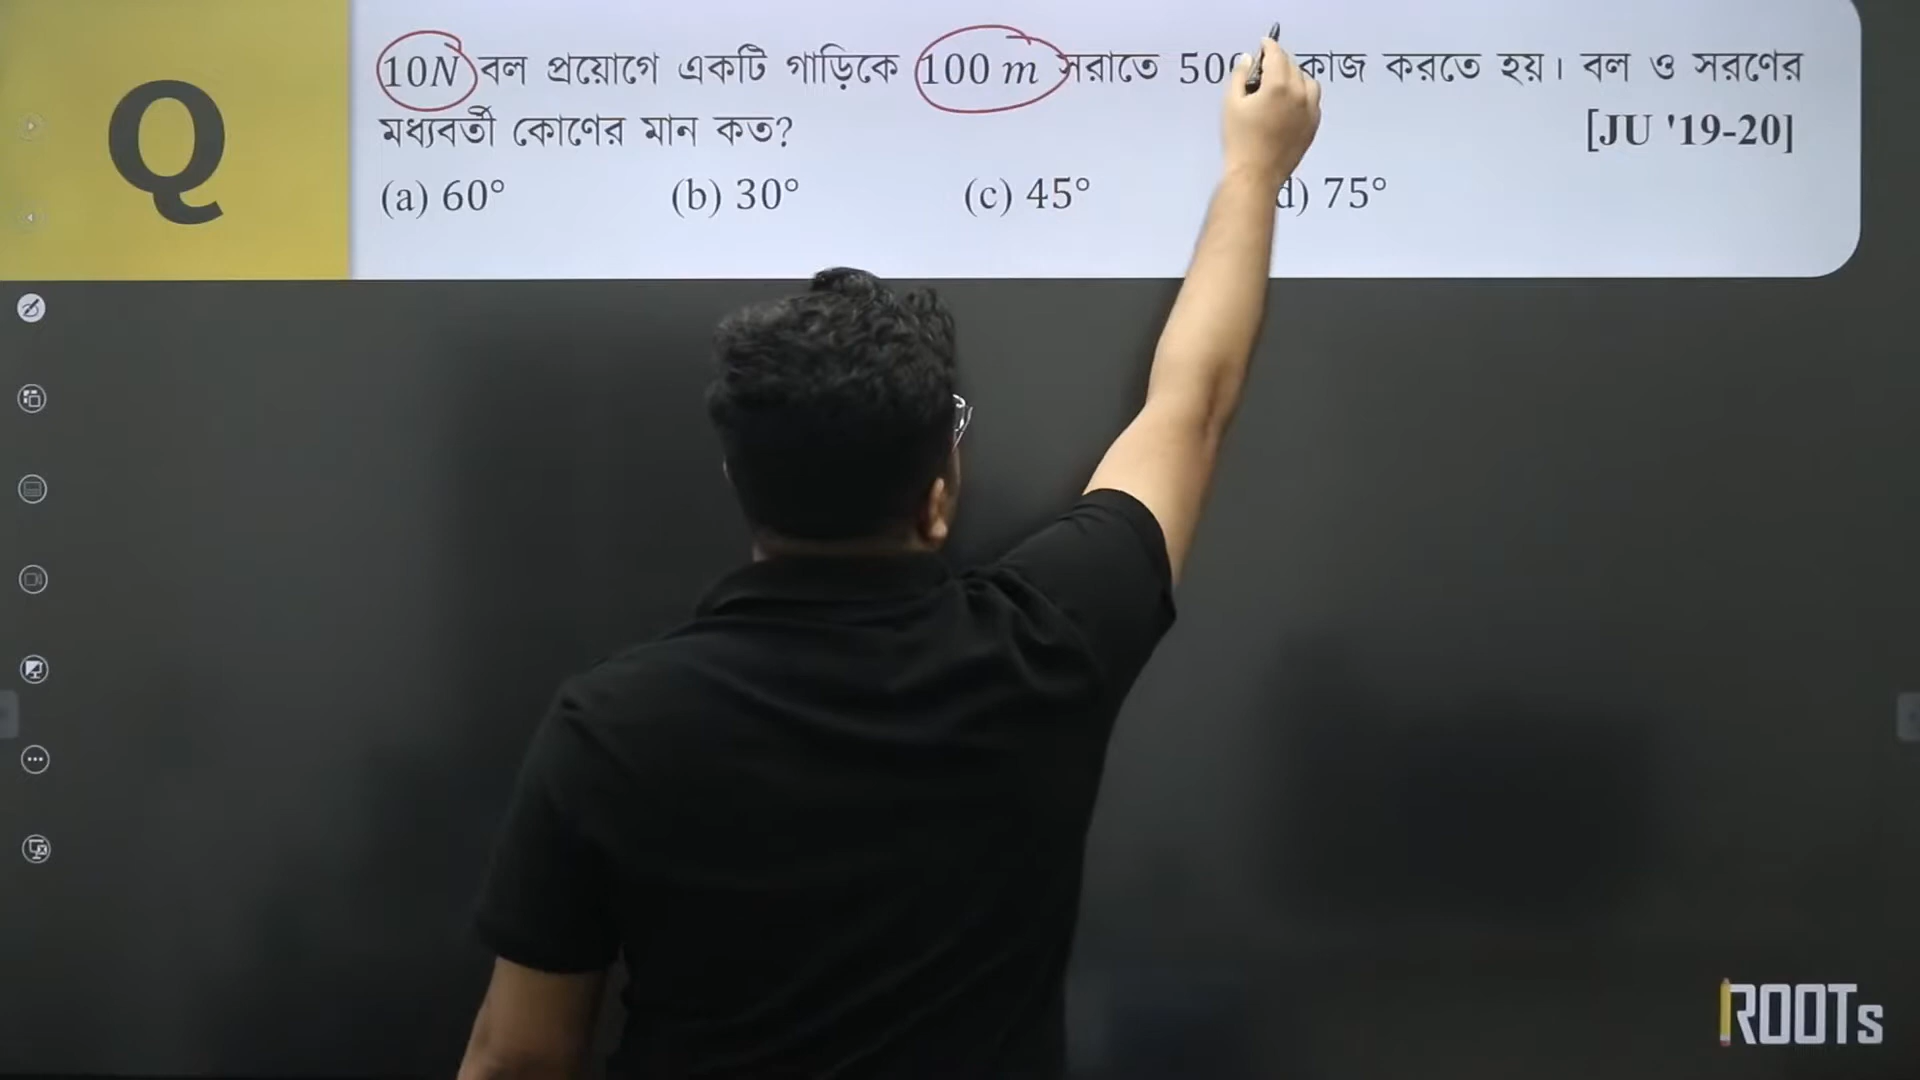 Q
10N বল প্রয়োগে একটি গাড়িকে 100 m সরাতে কাজ করতে হয়। বল ও সরণের
মধ্যবর্তী কোণের মান কত? [JU '19-20]
(a) 60° (b) 30° (c) 45° d) 75°
ROOTs